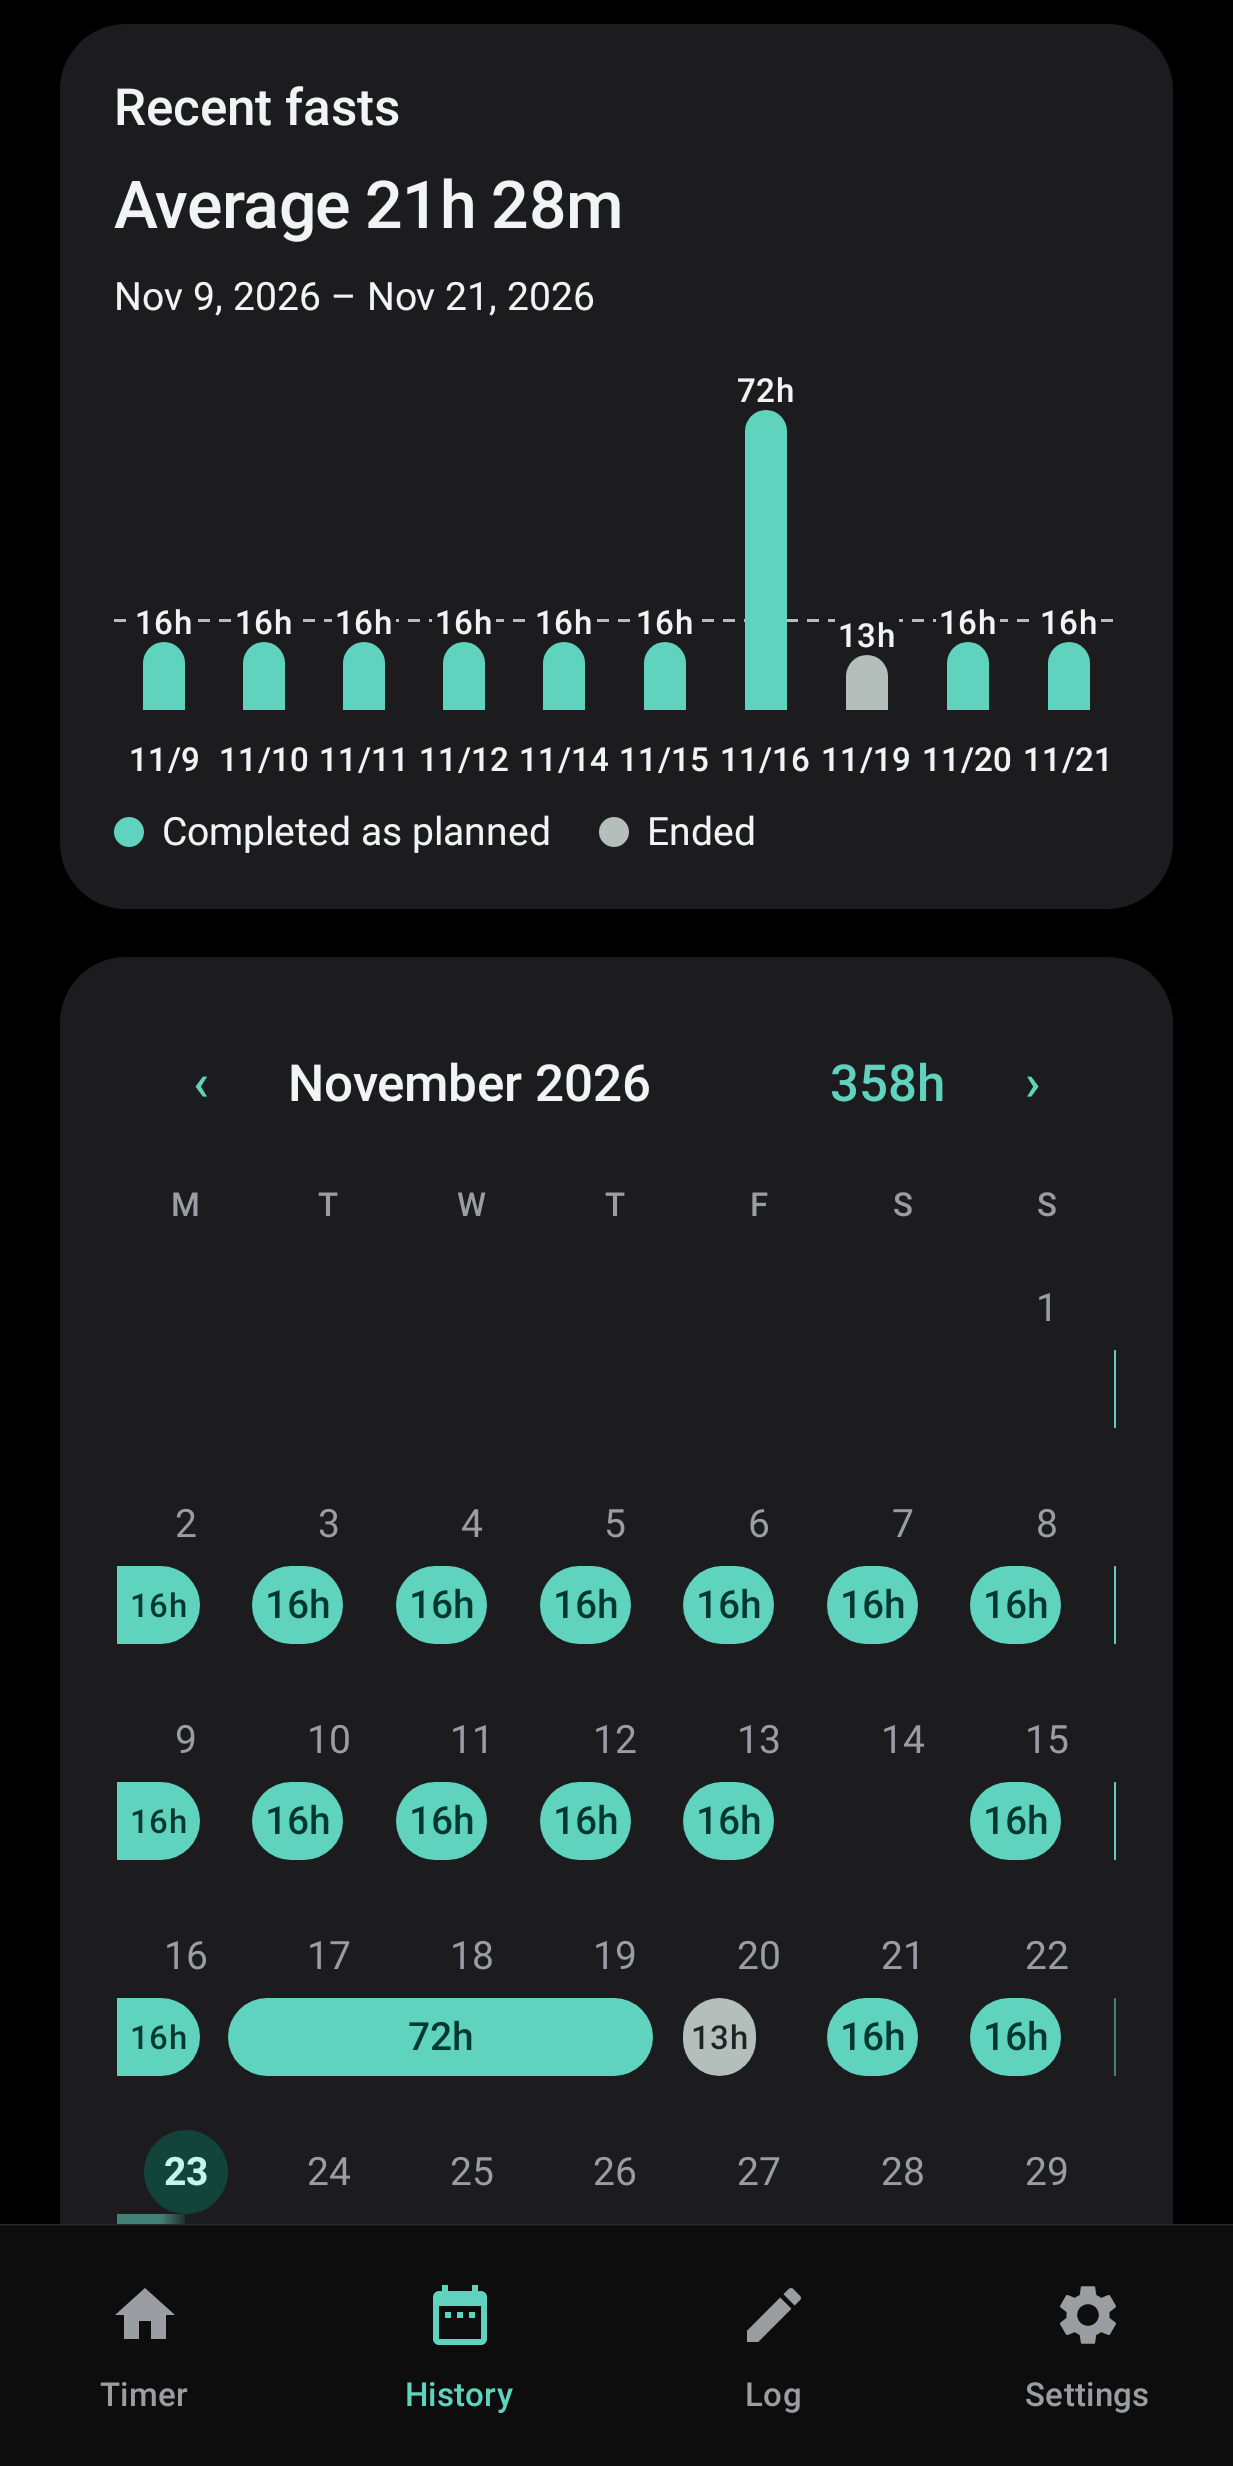 Recent fasts
Average 21h 28m
Nov 9, 2026 – Nov 21, 2026
72h
16h 16h 16h 16h 16h 16h 13h 16h 16h
11/9 11/10 11/11 11/12 11/14 11/15 11/16 11/19 11/20 11/21
Completed as planned Ended
‹ November 2026 358h ›
M T W T F S S
1
2 3 4 5 6 7 8
16h 16h 16h 16h 16h 16h 16h
9 10 11 12 13 14 15
16h 16h 16h 16h 16h 16h
16 17 18 19 20 21 22
16h 72h 13h 16h 16h
23 24 25 26 27 28 29
Timer History Log Settings